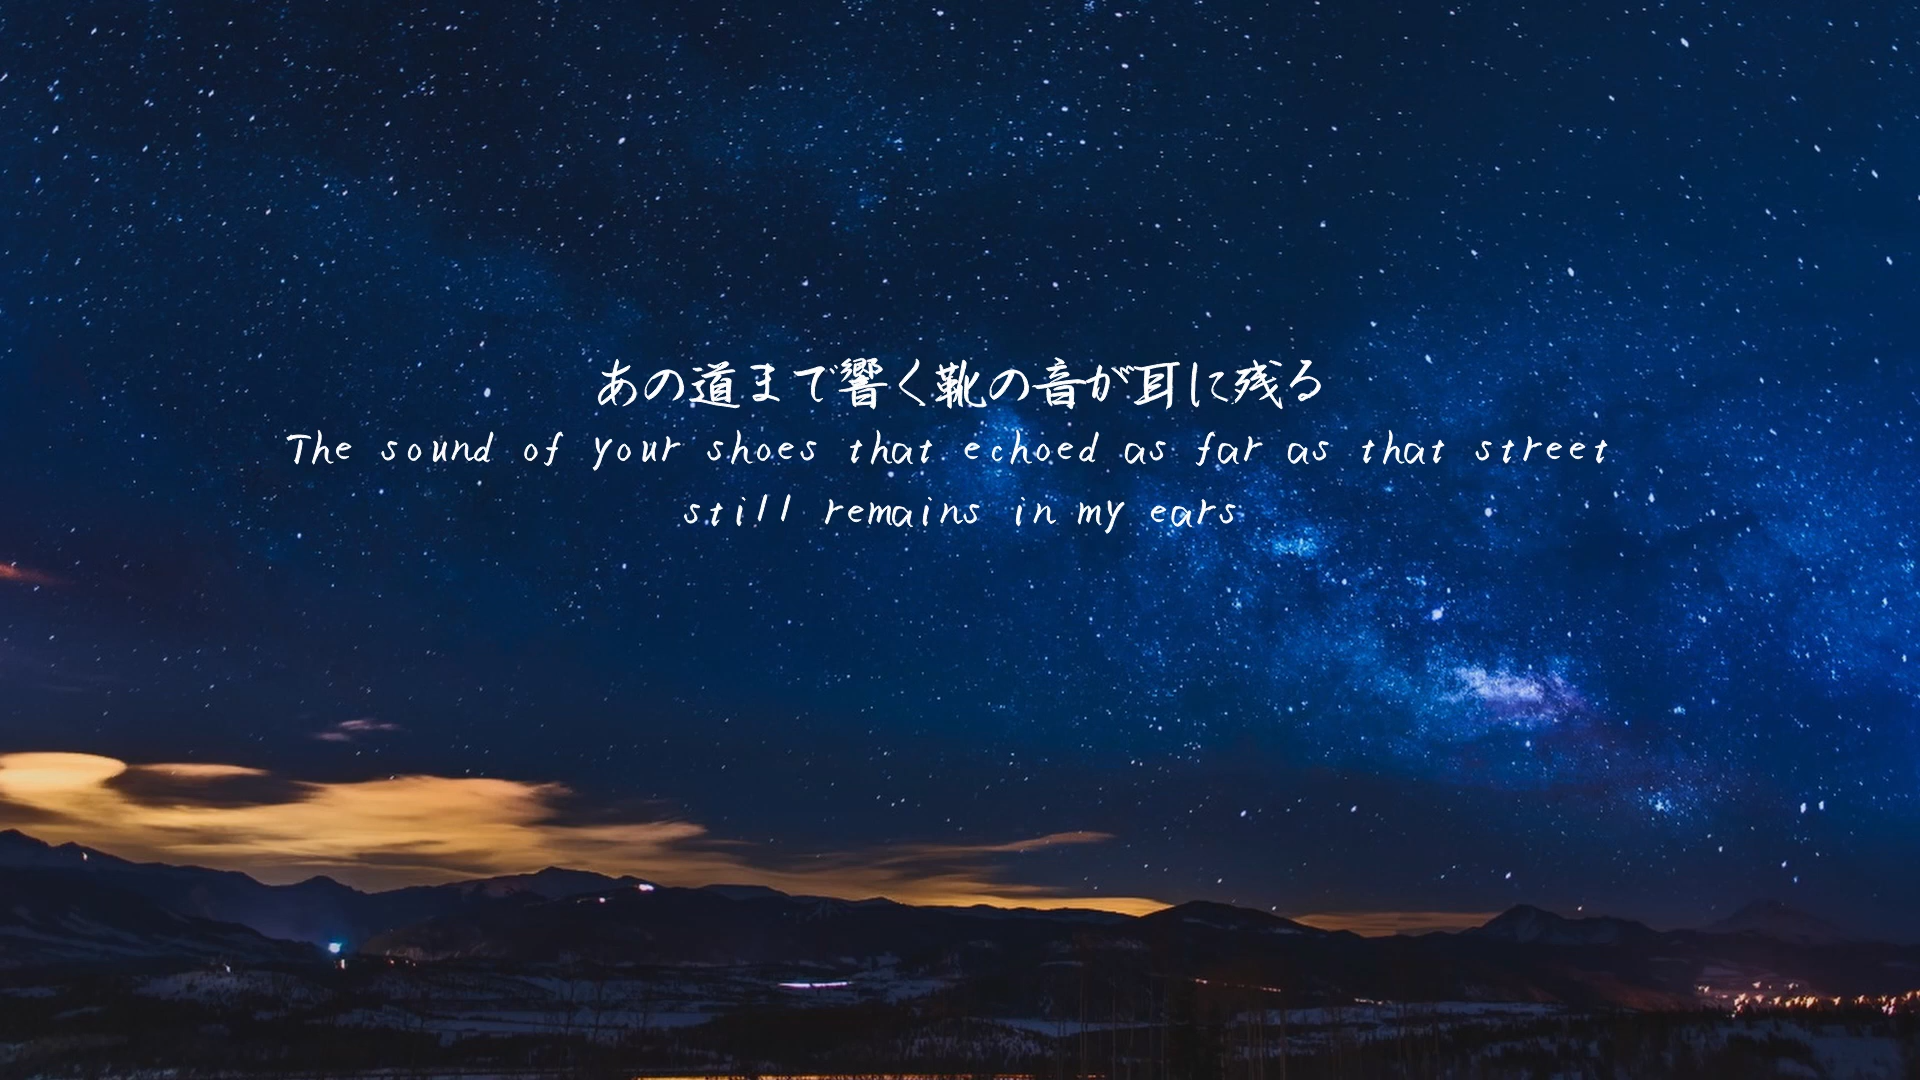 あの道まで響く靴の音が耳に残る
The sound of your shoes that echoed as far as that street
still remains in my ears